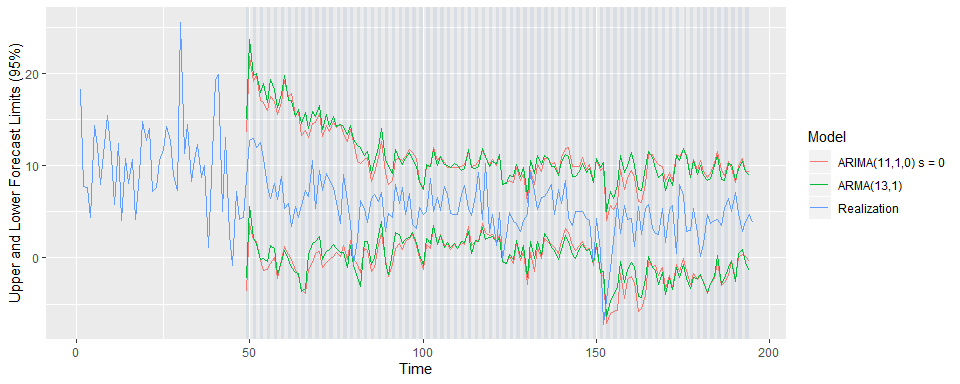 Upper and Lower Forecast Limits (95%)
20
10
0
0
50
100
150
200
Time
Model
ARIMA(11,1,0) s = 0
ARMA(13,1)
Realization